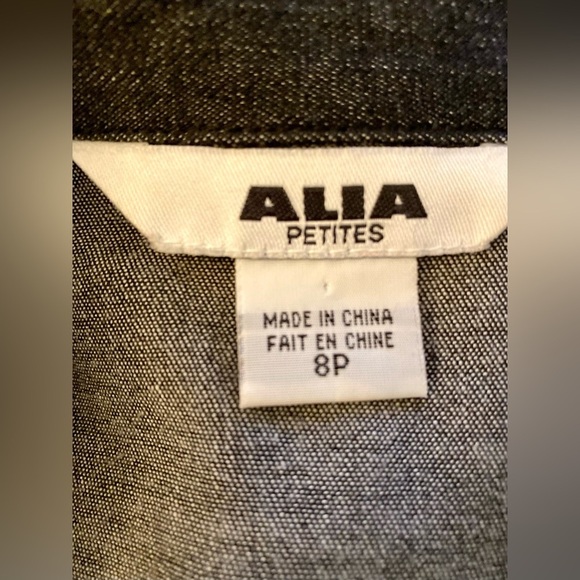 ALIA
PETITES
MADE IN CHINA
FAIT EN CHINE
8P